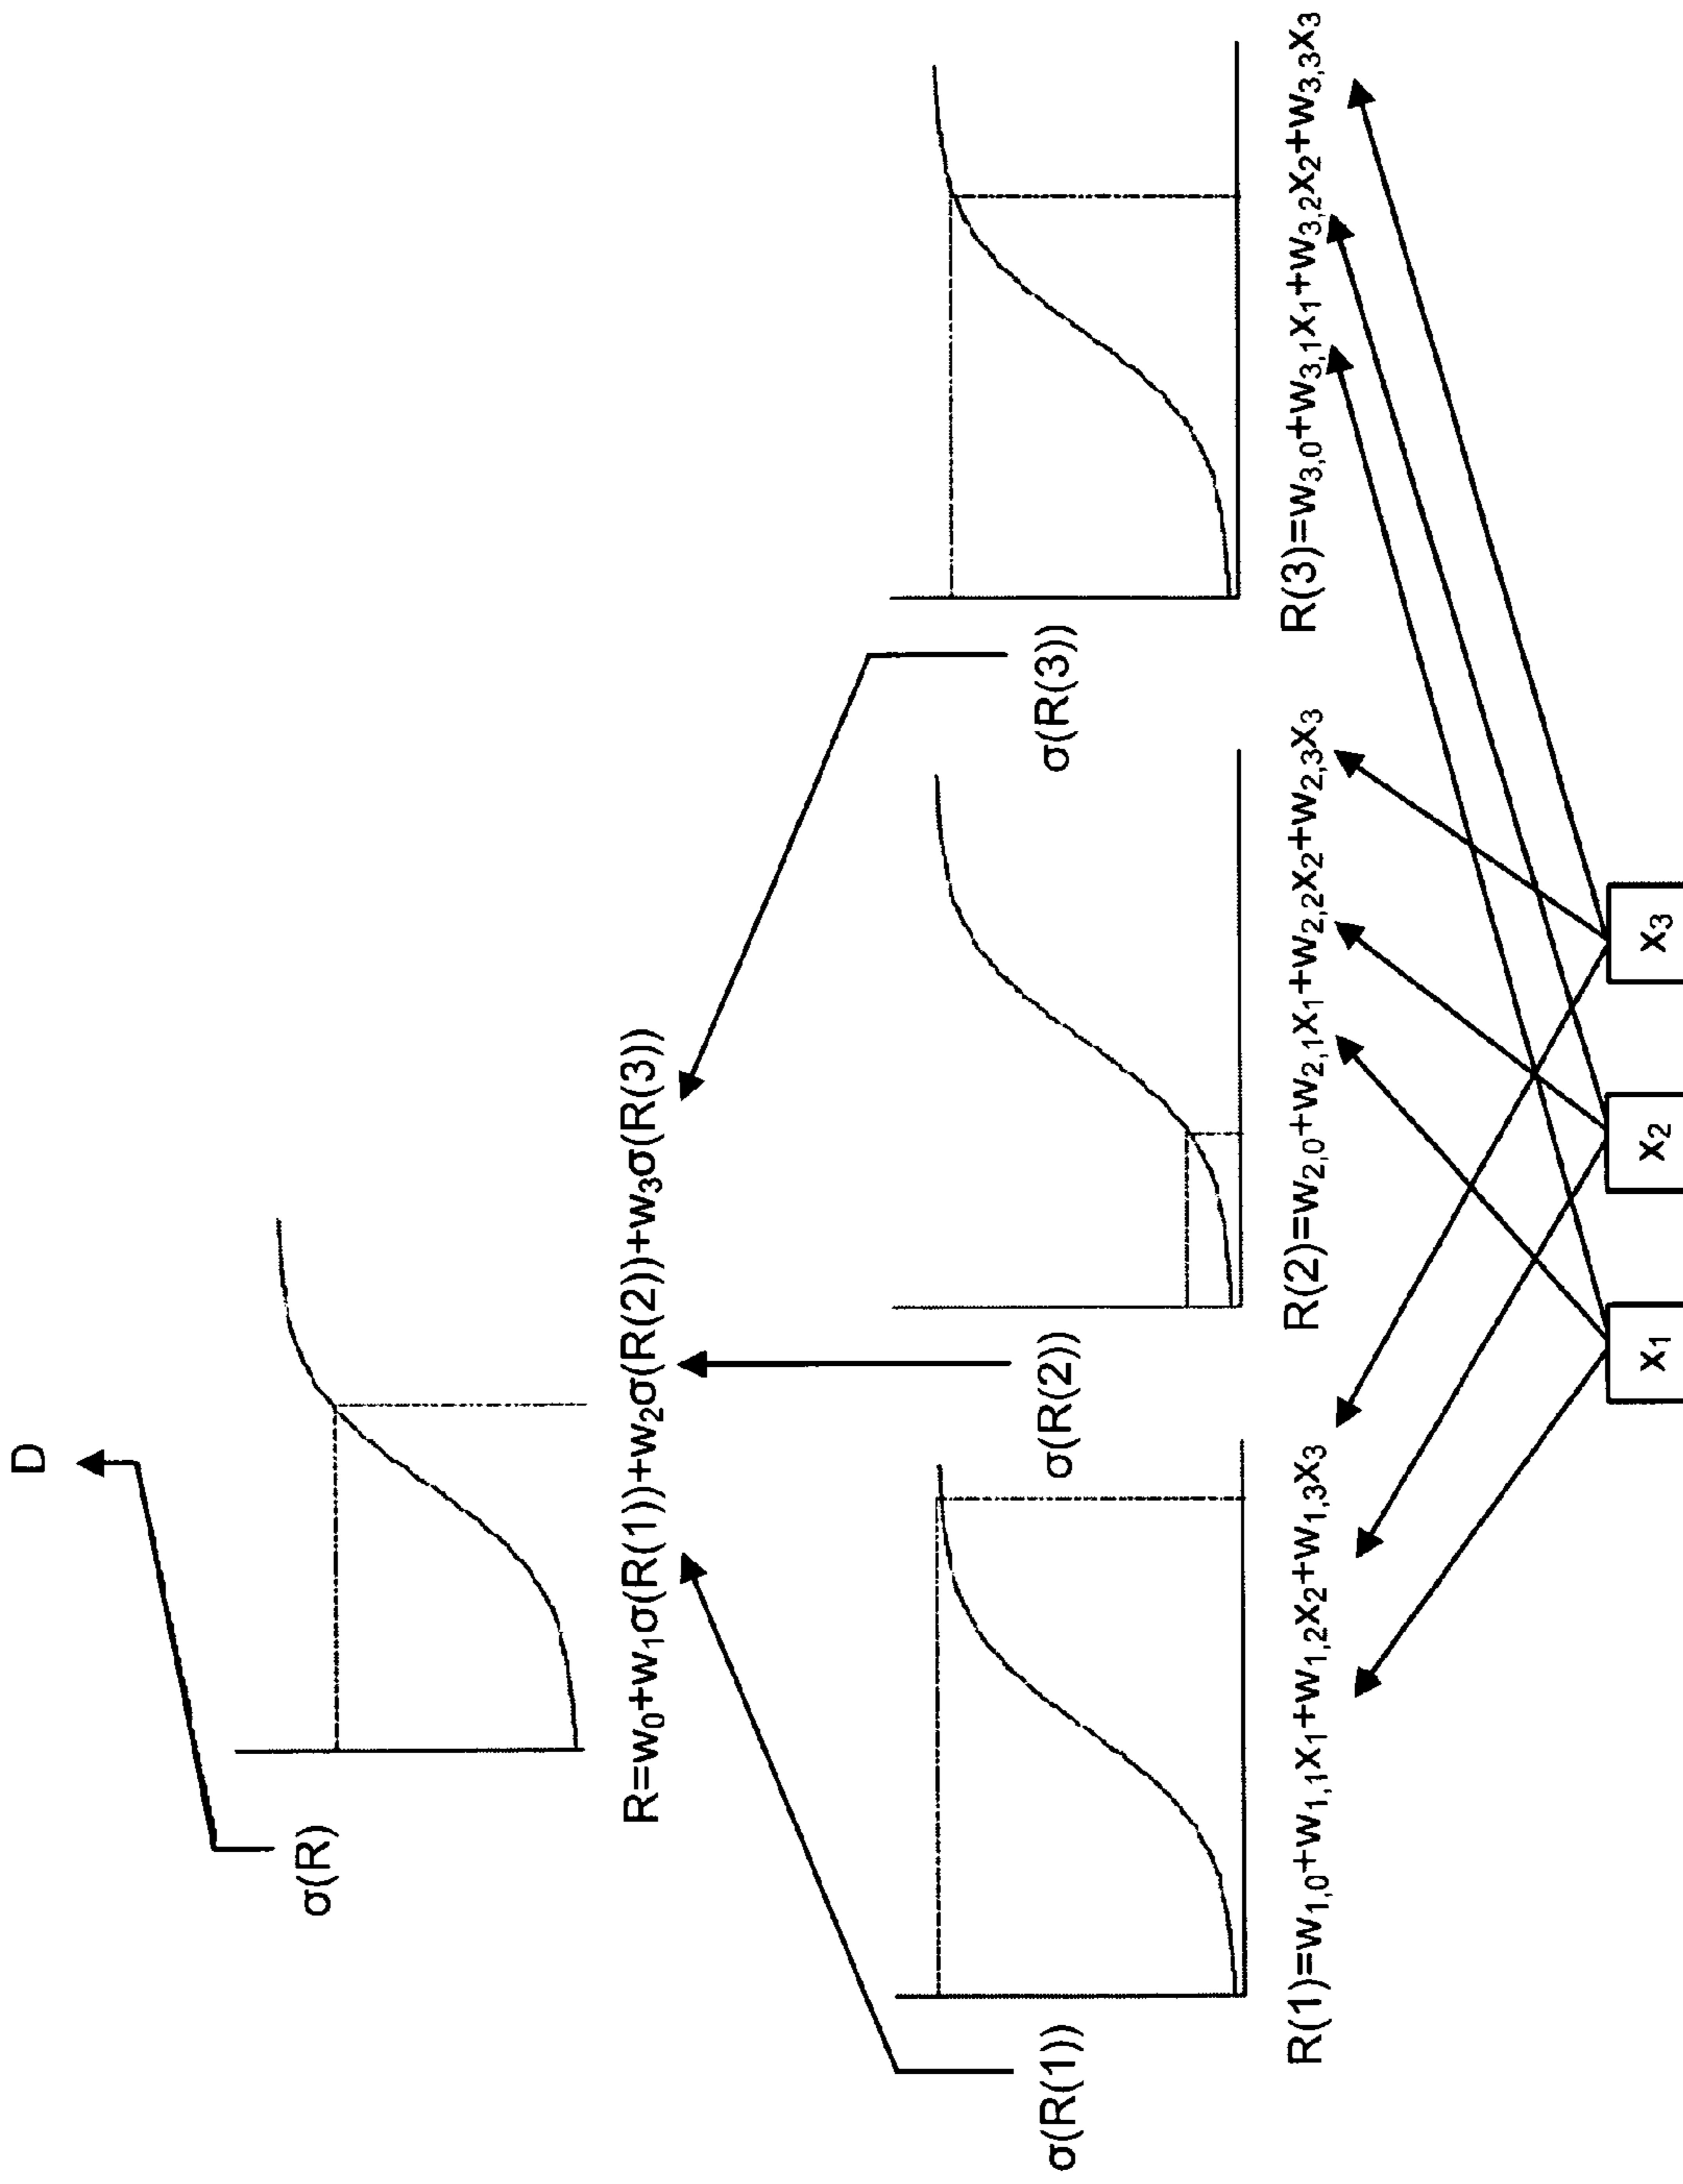 D
σ(R)
R=w₀+w₁σ(R(1))+w₂σ(R(2))+w₃σ(R(3))
σ(R(1))
σ(R(2))
σ(R(3))
R(1)=w₁,₀+w₁,₁x₁+w₁,₂x₂+w₁,₃x₃
R(2)=w₂,₀+w₂,₁x₁+w₂,₂x₂+w₂,₃x₃
R(3)=w₃,₀+w₃,₁x₁+w₃,₂x₂+w₃,₃x₃
x₁
x₂
x₃